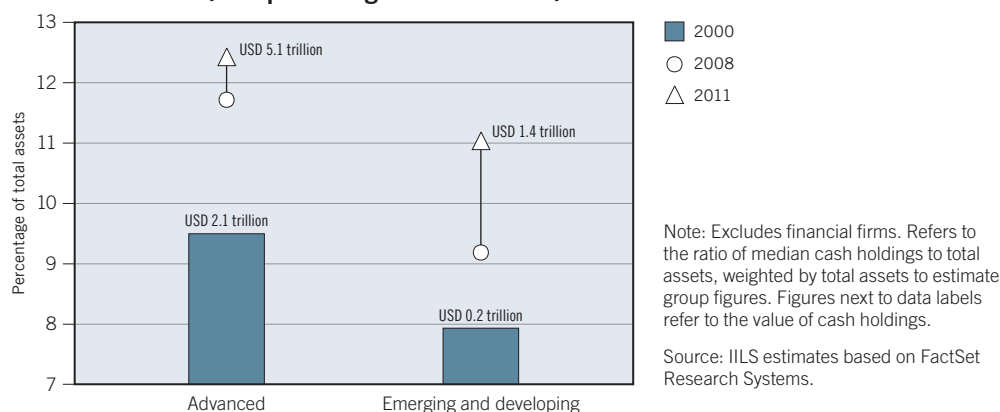 13
12
11
10
9
8
7
Percentage of total assets
USD 5.1 trillion
USD 1.4 trillion
USD 2.1 trillion
USD 0.2 trillion
Advanced
Emerging and developing
2000
2008
2011
Note: Excludes financial firms. Refers to
the ratio of median cash holdings to total
assets, weighted by total assets to estimate
group figures. Figures next to data labels
refer to the value of cash holdings.
Source: IILS estimates based on FactSet
Research Systems.